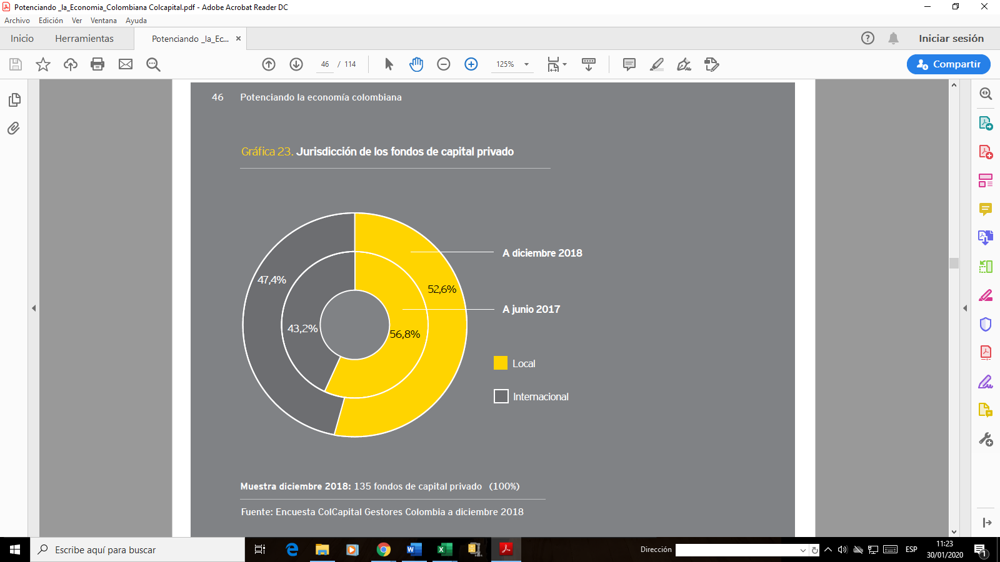 Potenciando _la_Economia_Colombiana Colcapital.pdf - Adobe Acrobat Reader DC
Archivo Edición Ver Ventana Ayuda
Inicio Herramientas Potenciando _la_Ec... × Iniciar sesión
46 / 114 125% Compartir
46 Potenciando la economía colombiana
Gráfica 23. Jurisdicción de los fondos de capital privado
A diciembre 2018
47,4%
52,6%
A junio 2017
43,2%
56,8%
Local
Internacional
Muestra diciembre 2018: 135 fondos de capital privado (100%)
Fuente: Encuesta ColCapital Gestores Colombia a diciembre 2018
Escribe aquí para buscar
Dirección
ESP
11:23
30/01/2020
1